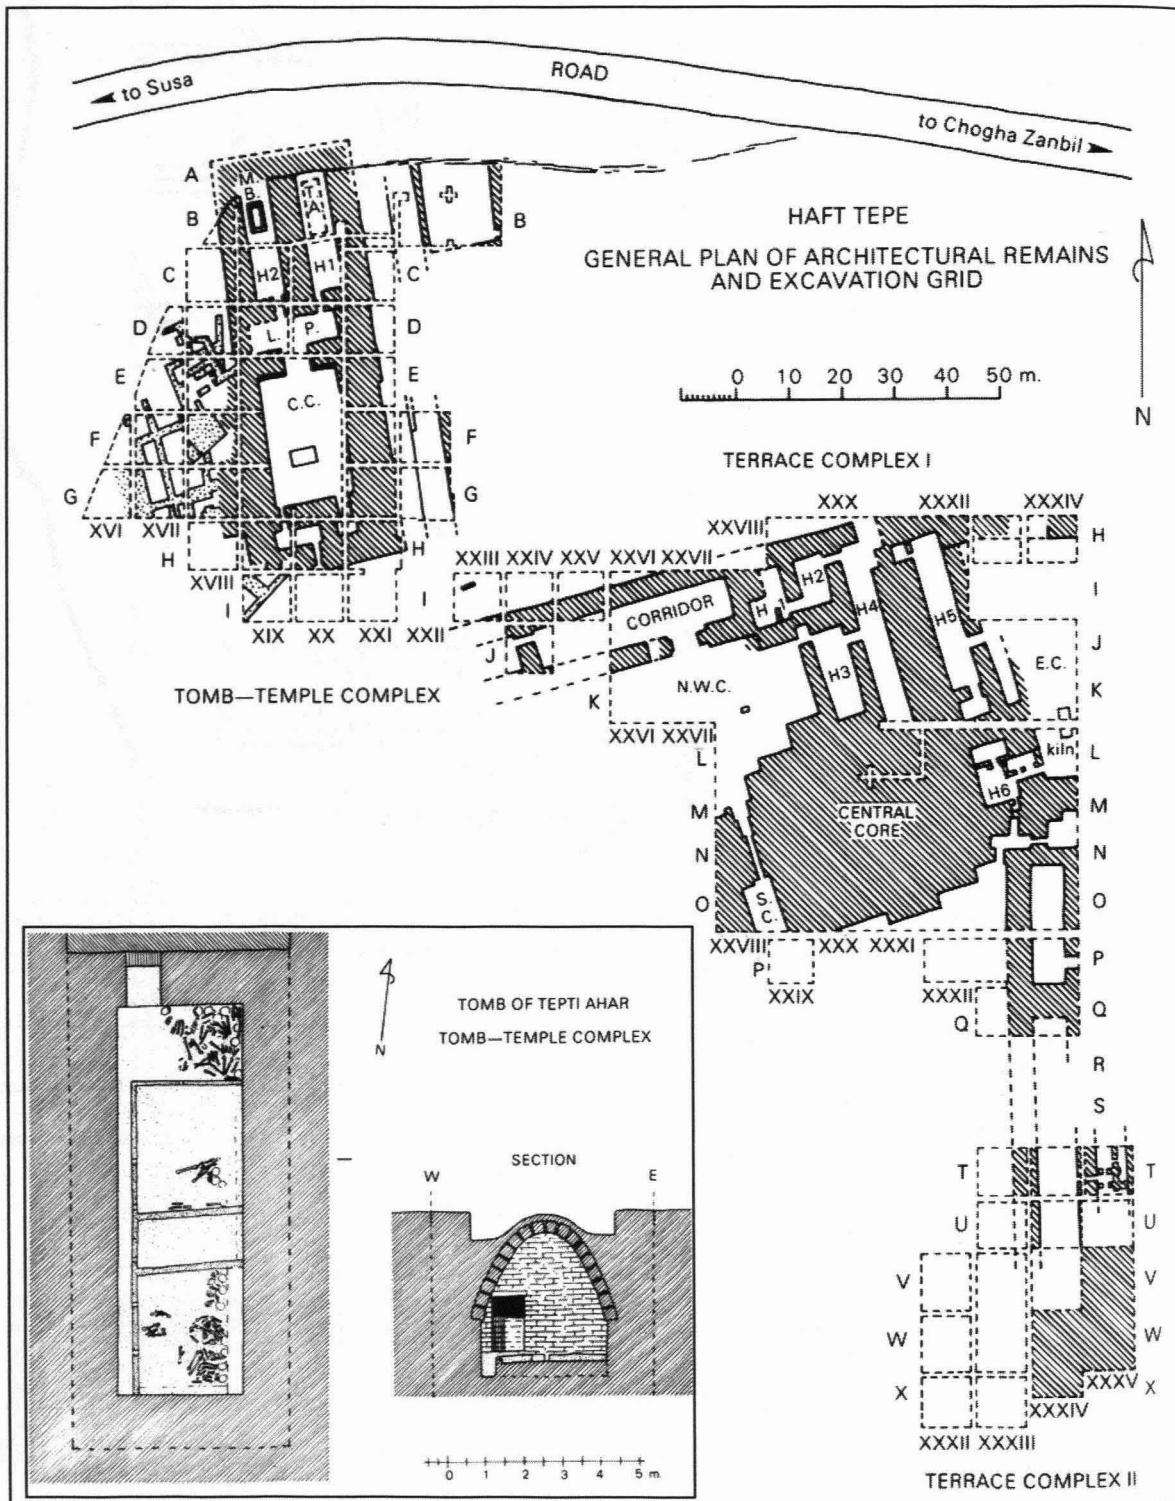 to Susa
ROAD
to Chogha Zanbil
HAFT TEPE
GENERAL PLAN OF ARCHITECTURAL REMAINS
AND EXCAVATION GRID
0 10 20 30 40 50 m.
N
A
M.
B.
T.
A.
B
B
C
H2
H1
C
D
L.
P.
D
E
C.C.
E
F
F
G
G
XVI XVII
H
H
XVIII
I
I
XIX XX XXI XXII
TOMB—TEMPLE COMPLEX
TERRACE COMPLEX I
XXX XXXII XXXIV
XXVIII
H
XXIII XXIV XXV XXVI XXVII
H2
I
CORRIDOR
H 1
H4
H5
J
J
E.C.
N.W.C.
H3
K
K
XXVI XXVII
L
kiln
L
H6
M
CENTRAL
CORE
M
N
N
O
S.
C.
O
XXVIII XXX XXXI
P
P
XXIX XXXII
Q
Q
R
S
T
T
U
U
V
V
W
W
X
XXXV X
XXXIV
XXXII XXXIII
TERRACE COMPLEX II
N
TOMB OF TEPTI AHAR
TOMB—TEMPLE COMPLEX
SECTION
W E
0 1 2 3 4 5 m.